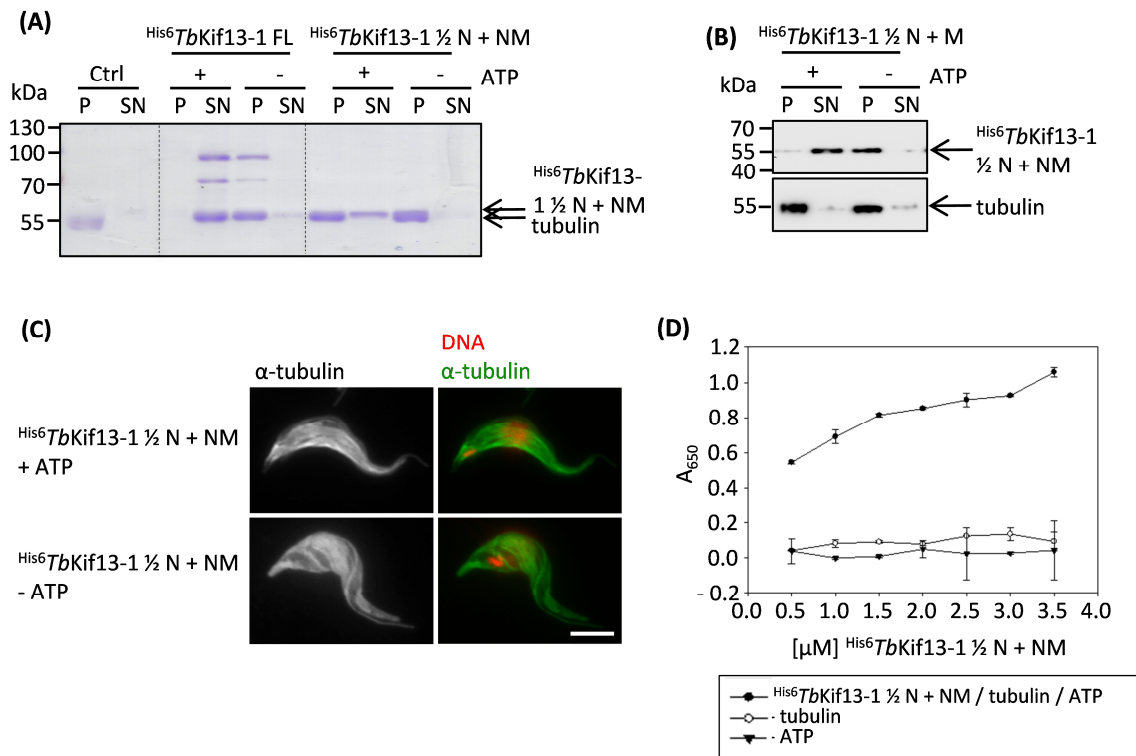 (A)
His6TbKif13-1 FL His6TbKif13-1 ½ N + NM
Ctrl + - + - ATP
kDa P SN P SN P SN P SN P SN
130
100
70
55
His6TbKif13-
1 ½ N + NM
tubulin
(B)
His6TbKif13-1 ½ N + M
+ - ATP
kDa P SN P SN
70
55
40
His6TbKif13-1
½ N + NM
55 tubulin
(C)
DNA
α-tubulin α-tubulin
His6TbKif13-1 ½ N + NM
+ ATP
His6TbKif13-1 ½ N + NM
- ATP
(D)
1.2
1.0
0.8
0.6
0.4
0.2
0.0
- 0.2
A650
0.0 0.5 1.0 1.5 2.0 2.5 3.0 3.5 4.0
[µM] His6TbKif13-1 ½ N + NM
His6TbKif13-1 ½ N + NM / tubulin / ATP
- tubulin
- ATP